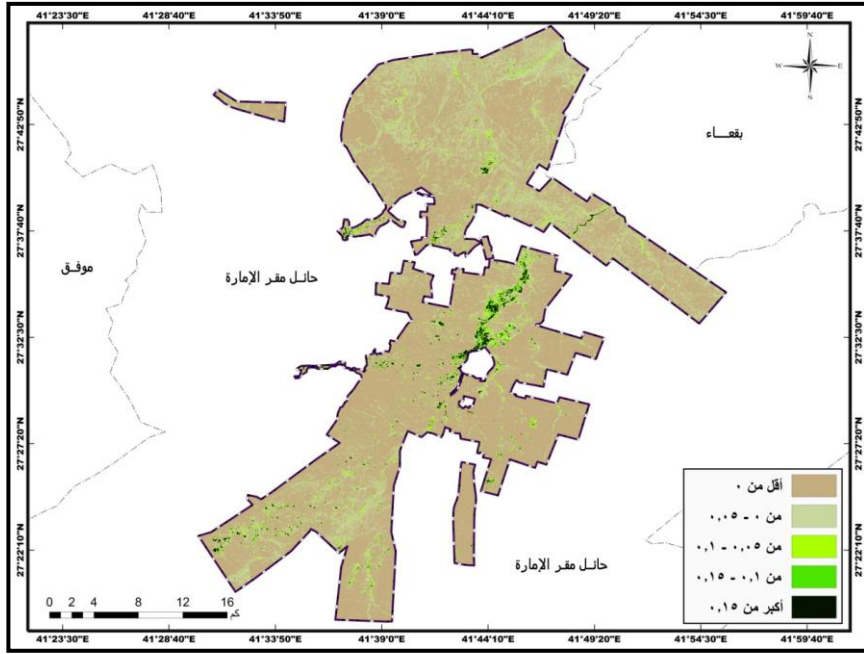 41°23'30"E 41°28'40"E 41°33'50"E 41°39'0"E 41°44'10"E 41°49'20"E 41°54'30"E 41°59'40"E
N
W E
S
27°42'50"N 27°42'50"N
بقعــاء
27°37'40"N 27°37'40"N
موفـق
حائـل مقـر الإمارة
27°32'30"N 27°32'30"N
27°27'20"N 27°27'20"N
أقل من ٠
من ٠ - ٠,٠٥
من ٠,٠٥ - ٠,١
من ٠,١ - ٠,١٥
أكبر من ٠,١٥
27°22'10"N 27°22'10"N
حائـل مقـر الإمارة
0 2 4 8 12 16
كم
41°23'30"E 41°28'40"E 41°33'50"E 41°39'0"E 41°44'10"E 41°49'20"E 41°54'30"E 41°59'40"E